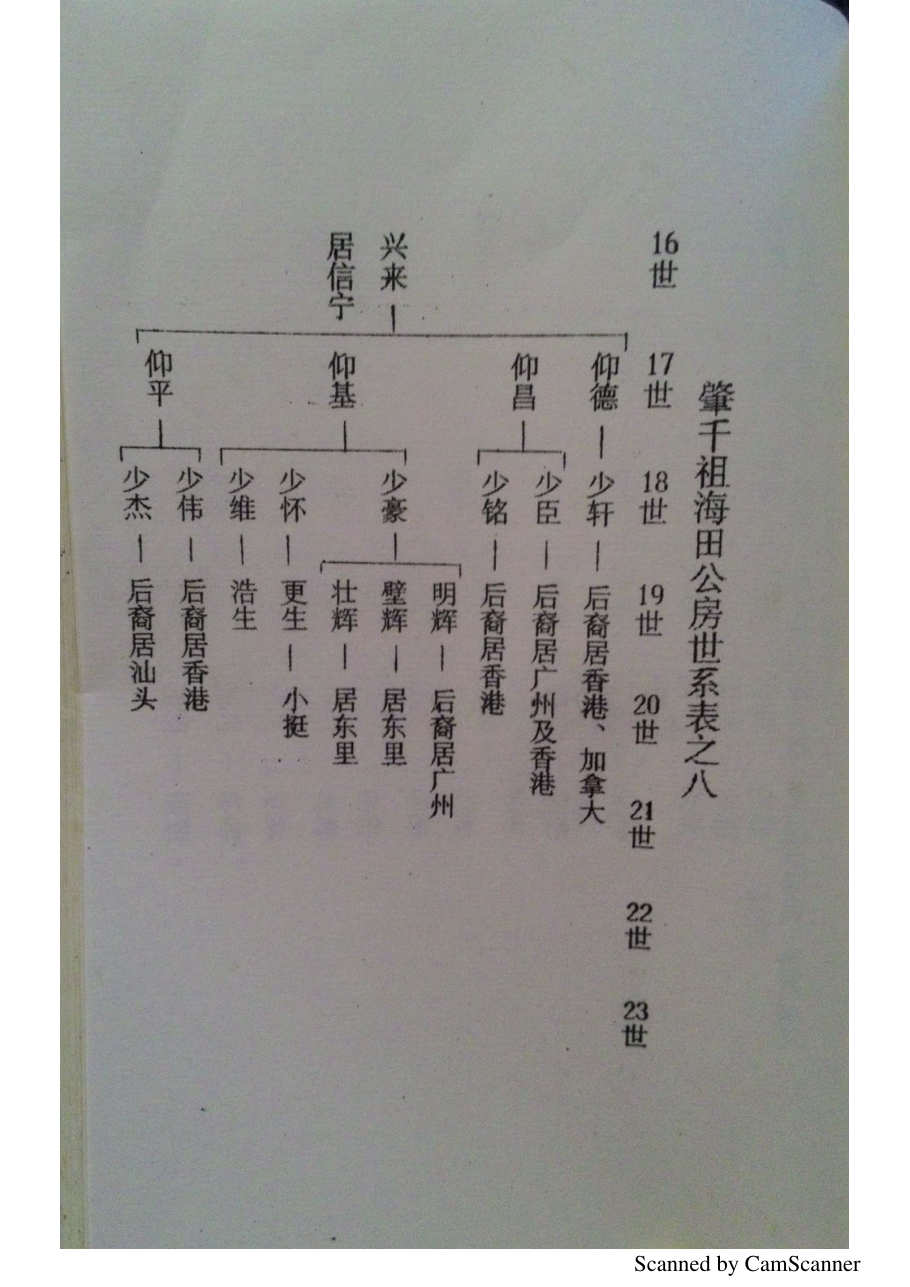 肇千祖海田公房世系表之八
16世
17世
18世
19世
20世
21世
22世
23世
兴来
居信宁
仰德
少轩
后裔居香港、加拿大
仰昌
少臣
后裔居广州及香港
少铭
后裔居香港
仰基
少豪
明辉
后裔居广州
壁辉
居东里
壮辉
居东里
少怀
更生
小挺
少维
浩生
仰平
少伟
后裔居香港
少杰
后裔居汕头
Scanned by CamScanner